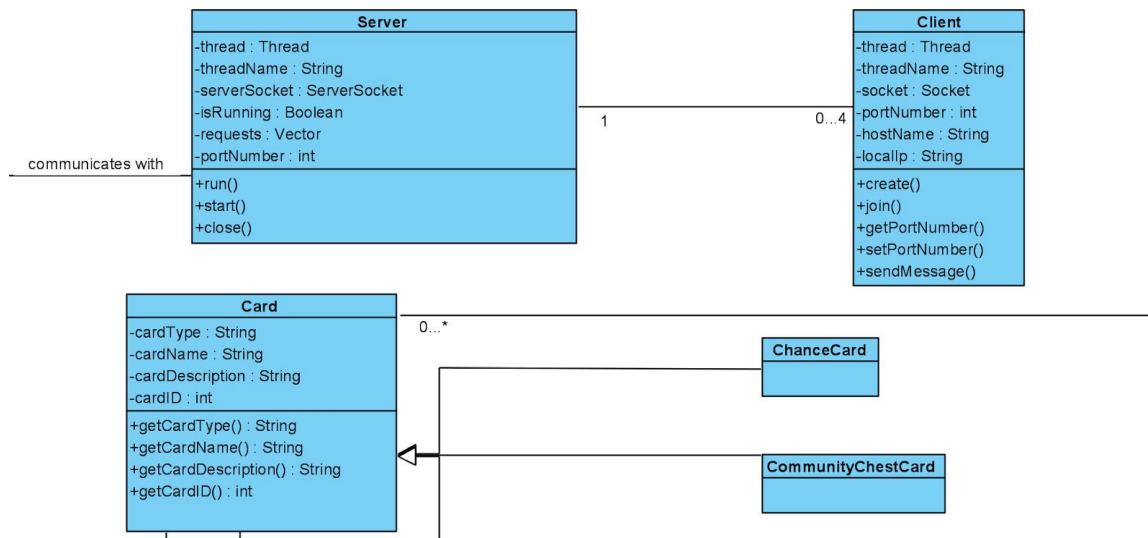 Server
-thread : Thread
-threadName : String
-serverSocket : ServerSocket
-isRunning : Boolean
-requests : Vector
-portNumber : int
+run()
+start()
+close()
communicates with
1
0...4
Client
-thread : Thread
-threadName : String
-socket : Socket
-portNumber : int
-hostName : String
-localIp : String
+create()
+join()
+getPortNumber()
+setPortNumber()
+sendMessage()
Card
-cardType : String
-cardName : String
-cardDescription : String
-cardID : int
+getCardType() : String
+getCardName() : String
+getCardDescription() : String
+getCardID() : int
0...*
ChanceCard
CommunityChestCard